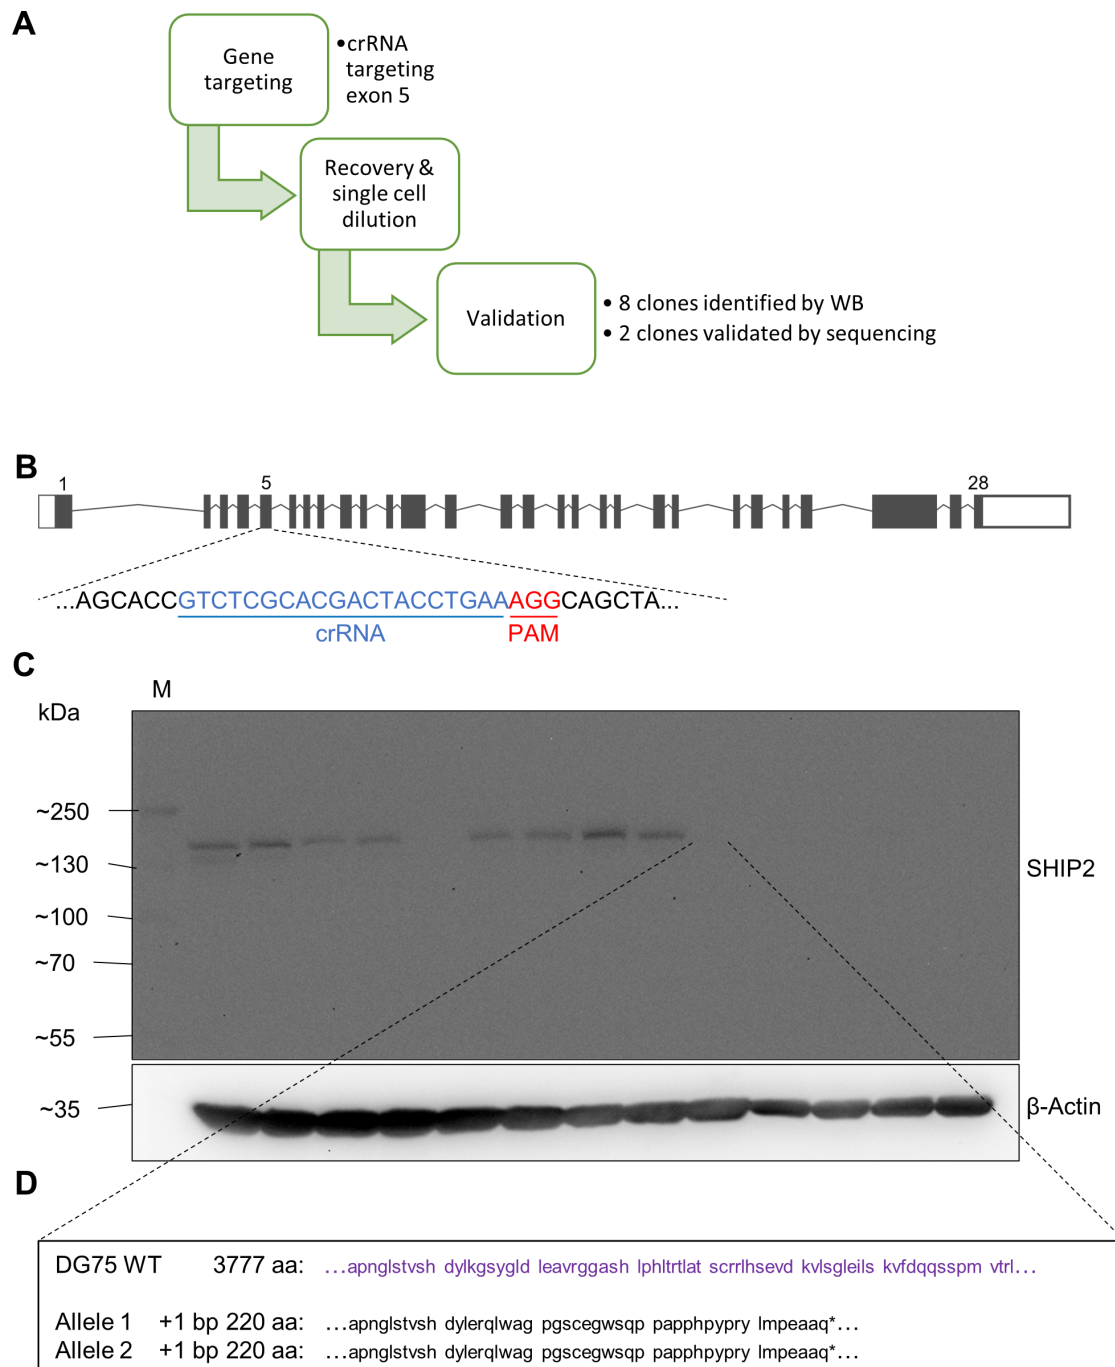 A
Gene
targeting
•crRNA
targeting
exon 5
Recovery &
single cell
dilution
Validation
• 8 clones identified by WB
• 2 clones validated by sequencing
B
1 5 28
...AGCACCGTCTCGCACGACTACCTGAAAGGCAGCTA...
crRNA PAM
C
M
kDa
~250
~130
~100
~70
~55
SHIP2
~35
β-Actin
D
DG75 WT 3777 aa: ...apnglstvsh dylkgsygld leavrggash lphltrtlat scrrlhsevd kvlsgleils kvfdqqsspm vtrl...
Allele 1 +1 bp 220 aa: ...apnglstvsh dylerqlwag pgscegwsqp papphpypry lmpeaaq*...
Allele 2 +1 bp 220 aa: ...apnglstvsh dylerqlwag pgscegwsqp papphpypry lmpeaaq*...